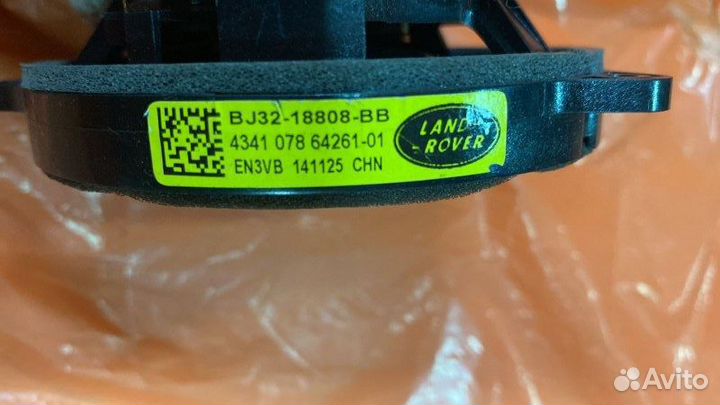 BJ32-18808-BB
4341 078 64261-01
EN3VB 141125 CHN
LAND
-ROVER
Avito